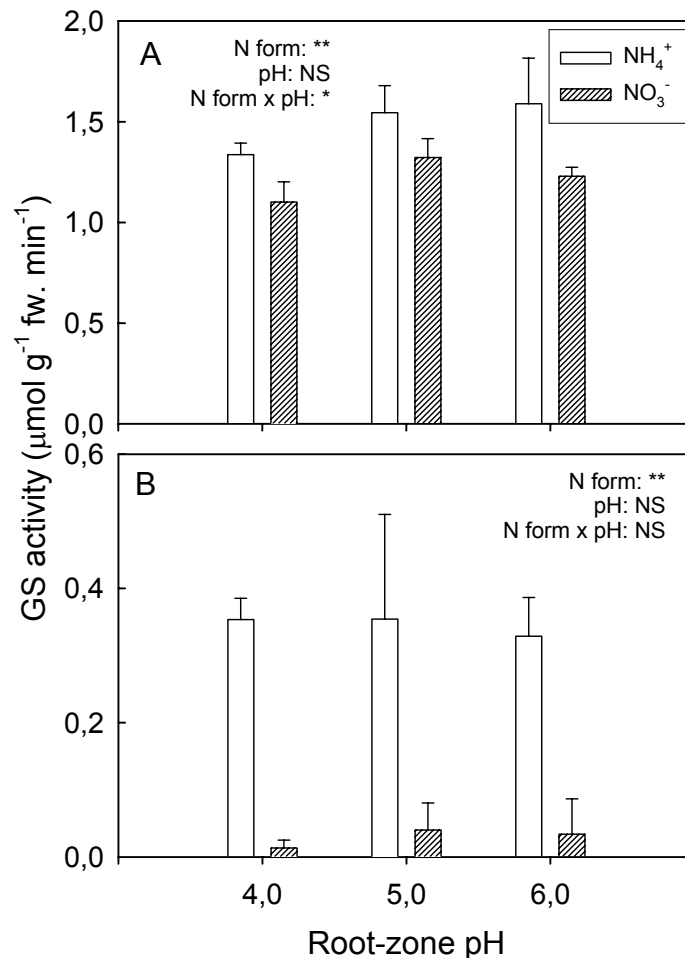 A
N form: **
pH: NS
N form x pH: *
NH₄⁺
NO₃⁻
2,0
1,5
1,0
0,5
0,0
GS activity (μmol g⁻¹ fw. min⁻¹)
B
N form: **
pH: NS
N form x pH: NS
0,6
0,4
0,2
0,0
4,0 5,0 6,0
Root-zone pH